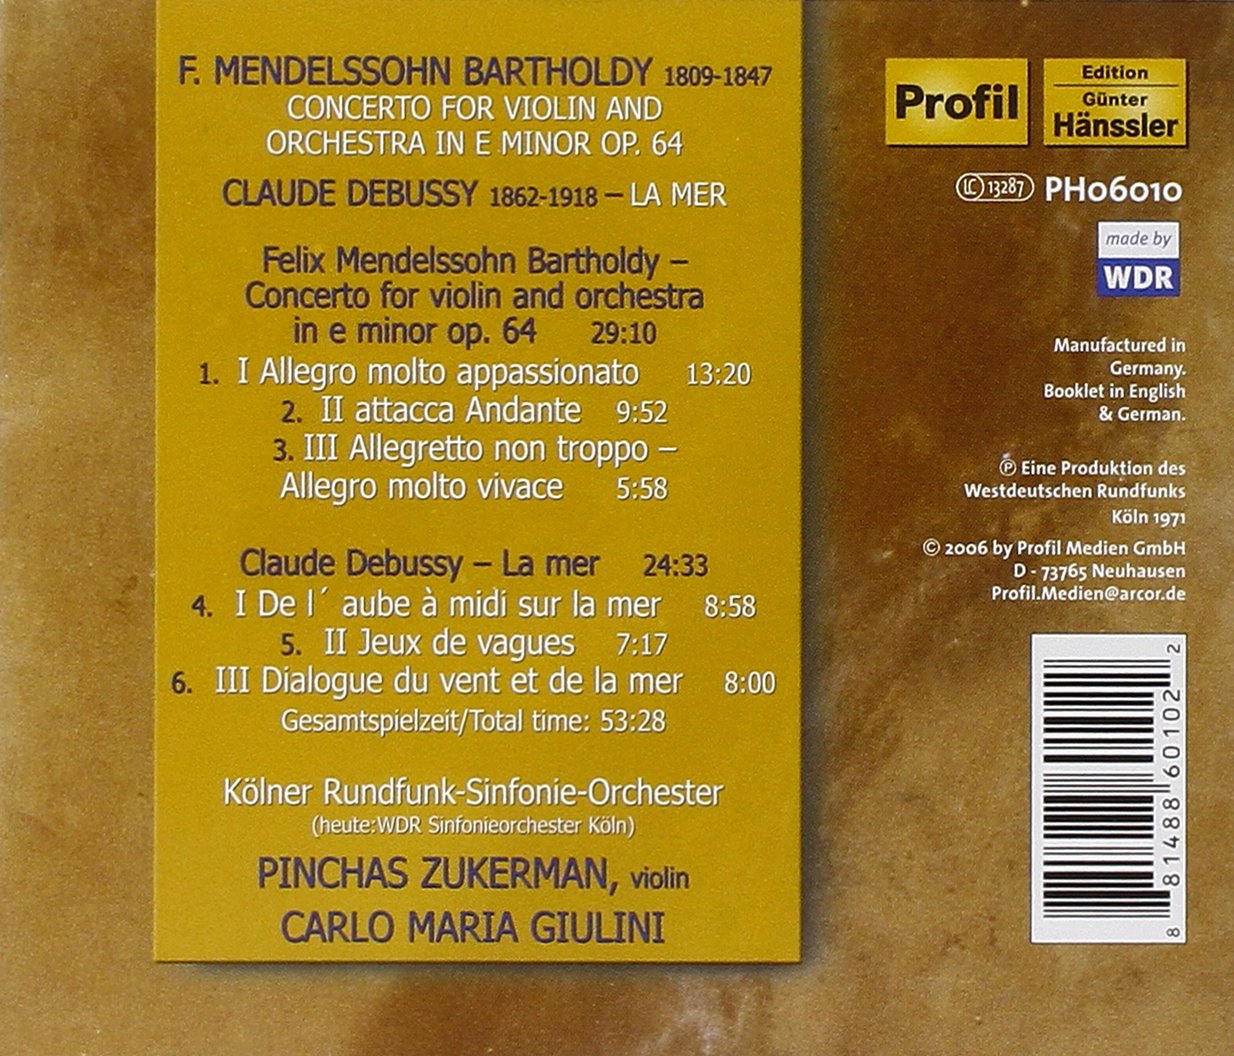 F. MENDELSSOHN BARTHOLDY 1809-1847
CONCERTO FOR VIOLIN AND
ORCHESTRA IN E MINOR OP. 64
CLAUDE DEBUSSY 1862-1918 – LA MER
Felix Mendelssohn Bartholdy –
Concerto for violin and orchestra
in e minor op. 64 29:10
1. I Allegro molto appassionato 13:20
2. II attacca Andante 9:52
3. III Allegretto non troppo –
Allegro molto vivace 5:58
Claude Debussy – La mer 24:33
4. I De l´ aube à midi sur la mer 8:58
5. II Jeux de vagues 7:17
6. III Dialogue du vent et de la mer 8:00
Gesamtspielzeit/Total time: 53:28
Kölner Rundfunk-Sinfonie-Orchester
(heute:WDR Sinfonieorchester Köln)
PINCHAS ZUKERMAN, violin
CARLO MARIA GIULINI
Profil
Edition
Günter
Hänssler
LC 13287 PH06010
made by
WDR
Manufactured in
Germany.
Booklet in English
& German.
℗ Eine Produktion des
Westdeutschen Rundfunks
Köln 1971
© 2006 by Profil Medien GmbH
D - 73765 Neuhausen
Profil.Medien@arcor.de
8 81488 60102 2